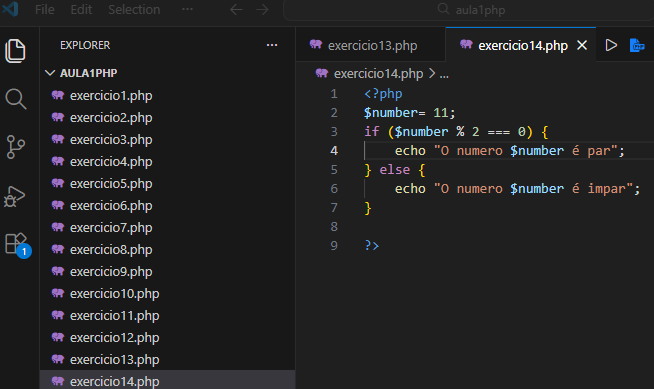 File Edit Selection ...
aula1php
EXPLORER ...
AULA1PHP
exercicio1.php
exercicio2.php
exercicio3.php
exercicio4.php
exercicio5.php
exercicio6.php
exercicio7.php
exercicio8.php
exercicio9.php
exercicio10.php
exercicio11.php
exercicio12.php
exercicio13.php
exercicio14.php
1
exercicio13.php exercicio14.php
exercicio14.php > ...
1 <?php
2 $number= 11;
3 if ($number % 2 === 0) {
4     echo "O numero $number é par";
5 } else {
6     echo "O numero $number é impar";
7 }
8
9 ?>